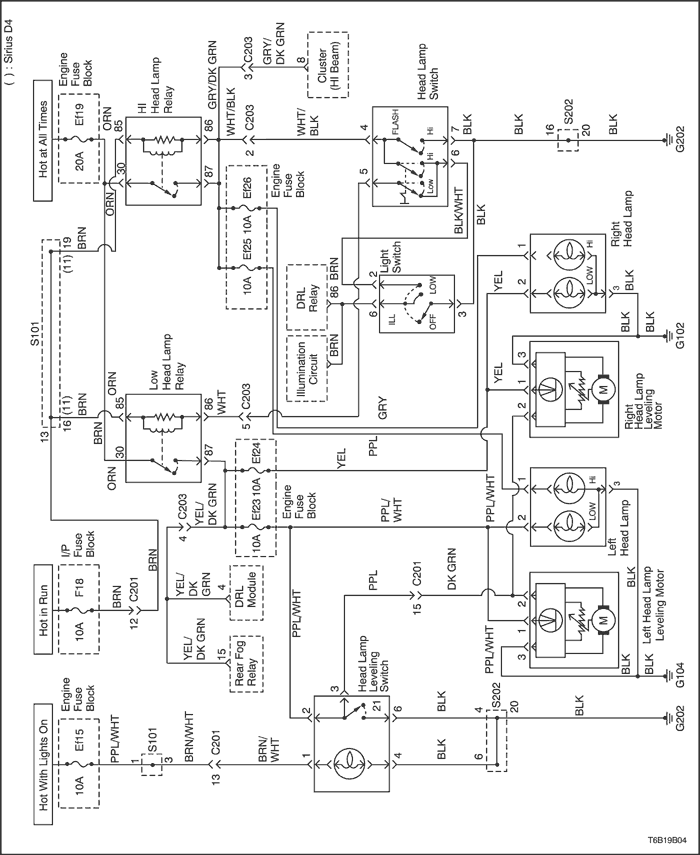 ( ) : Sirius D4
Hot With Lights On
Hot in Run
Hot at All Times
Engine
Fuse
Block
Ef15
10A
I/P
Fuse
Block
F18
10A
Engine
Fuse
Block
Ef19
20A
S101
13
16 (11)
19
(11)
BRN
BRN
BRN
ORN
ORN
ORN
ORN
ORN
PPL/WHT
1
S101
3
BRN/WHT
C201
13
BRN/
WHT
BRN
12
C201
BRN
Low
Head Lamp
Relay
85
30
86
87
HI
Head Lamp
Relay
85
30
86
87
WHT
C203
5
GRY
C203
4
YEL/
DK GRN
GRY/DK GRN
WHT/BLK
C203
2
WHT/
BLK
C203
3
GRY/
DK GRN
8
Cluster
(HI Beam)
YEL/
DK GRN
4
DRL
Module
YEL/
DK GRN
15
Rear Fog
Relay
Ef23
10A
Ef24
10A
Engine
Fuse
Block
Ef25
10A
Ef26
10A
Engine
Fuse
Block
DRL
Relay
86
BRN
Illumination
Circuit
BRN
Light
Switch
2
6
3
ILL
LOW
OFF
Head Lamp
Switch
4
5
7
6
FLASH
Hi
Hi
Low
BLK/WHT
BLK
BLK
BLK
S202
16
20
BLK
G202
YEL
PPL
PPL/WHT
PPL/
WHT
PPL
C201
15
DK GRN
Head Lamp
Leveling
Switch
1
2
3
21
4
6
BLK
BLK
S202
6
4
20
BLK
G202
PPL/WHT
PPL/WHT
3
1
2
M
Left Head Lamp
Leveling Motor
BLK
BLK
BLK
G104
2
1
LOW
Hi
3
Left
Head Lamp
YEL
2
1
3
M
Right
Head Lamp
Leveling
Motor
YEL
2
1
LOW
Hi
3
Right
Head Lamp
BLK
BLK
BLK
G102
T6B19B04